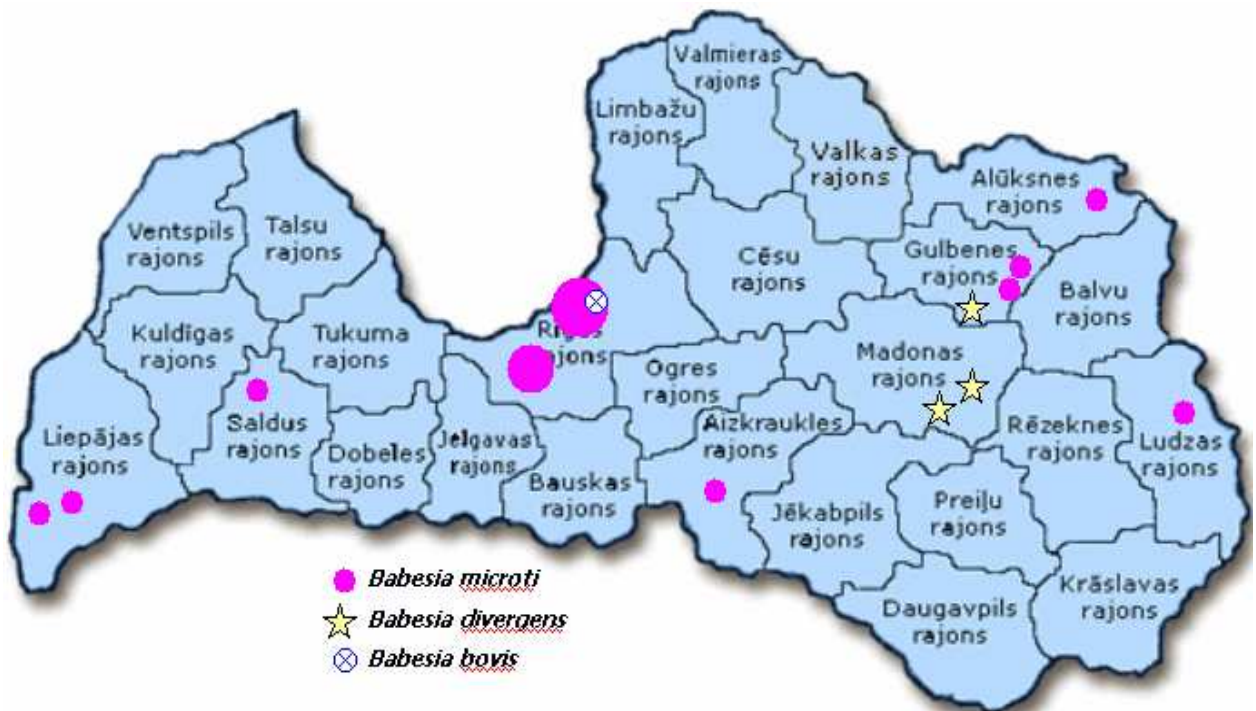 Valmieras
rajons
Limbažu
rajons
Valkas
rajons
Alūksnes
rajons
Ventspils
rajons
Talsu
rajons
Cēsu
rajons
Gulbenes
rajons
Balvu
rajons
Kuldīgas
rajons
Tukuma
rajons
rajons
Ogres
rajons
Madonas
rajons
Liepājas
rajons
Saldus
rajons
Dobeles
rajons
Jelgavas
rajons
Bauskas
rajons
Aizkraukles
rajons
Jēkabpils
rajons
Preiļu
rajons
Rēzeknes
rajons
Ludzas
rajons
Daugavpils
rajons
Krāslavas
rajons
Babesia microti
Babesia divergens
Babesia bovis